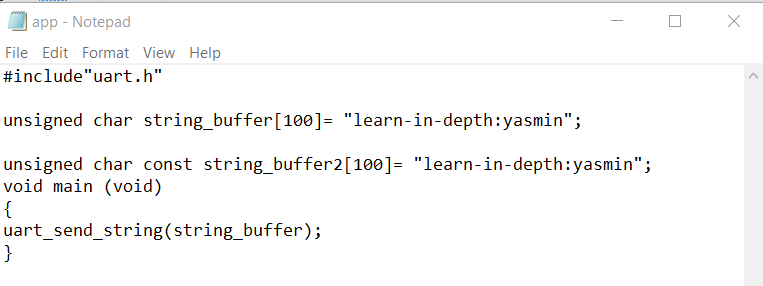 app - Notepad
File Edit Format View Help
#include"uart.h"
unsigned char string_buffer[100]= "learn-in-depth:yasmin";
unsigned char const string_buffer2[100]= "learn-in-depth:yasmin";
void main (void)
{
uart_send_string(string_buffer);
}